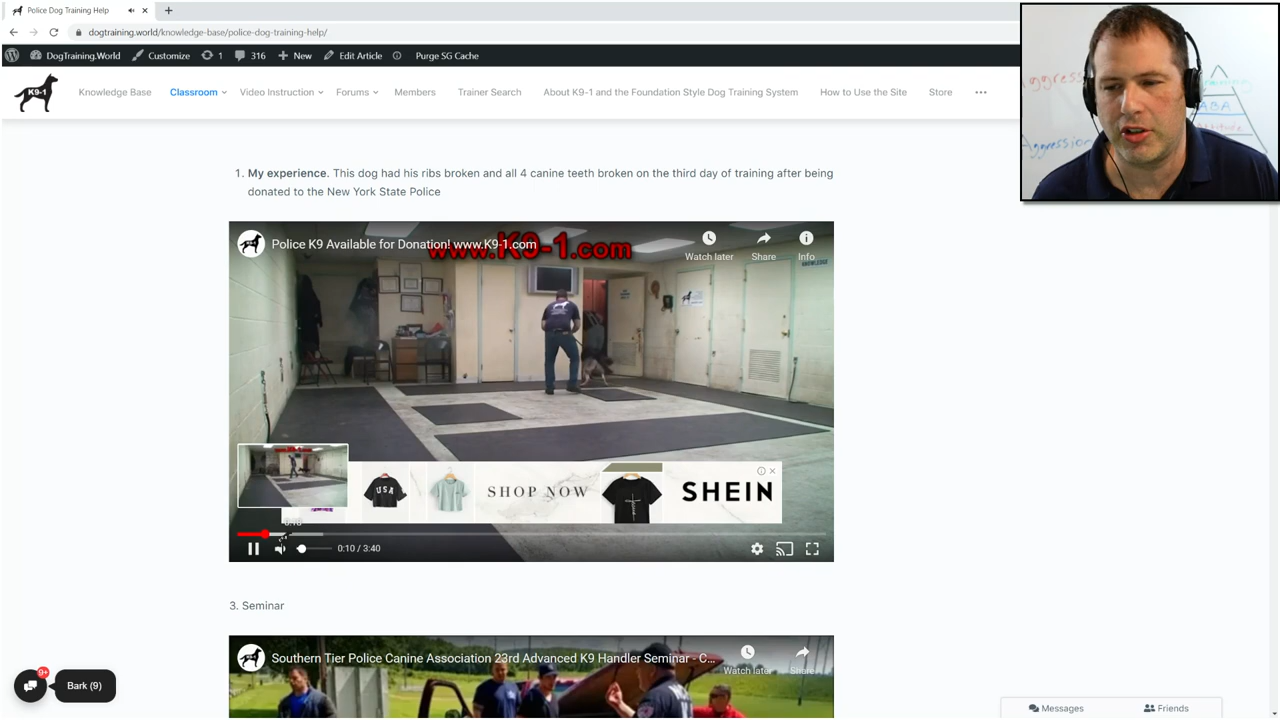 Police Dog Training Help
dogtraining.world/knowledge-base/police-dog-training-help/
DogTraining.World Customize 1 316 New Edit Article Purge SG Cache
K9-1 Knowledge Base Classroom Video Instruction Forums Members Trainer Search About K9-1 and the Foundation Style Dog Training System How to Use the Site Store
Aggression
ABA
Aggression
1. My experience. This dog had his ribs broken and all 4 canine teeth broken on the third day of training after being
donated to the New York State Police
Police K9 Available for Donation! www.K9-1.com
www.K9-1.com
Watch later Share Info
USA SHOP NOW SHEIN
0:10 / 3:40
3. Seminar
Southern Tier Police Canine Association 23rd Advanced K9 Handler Seminar - C...
Watch later Share
9+
Bark (9)
Messages Friends